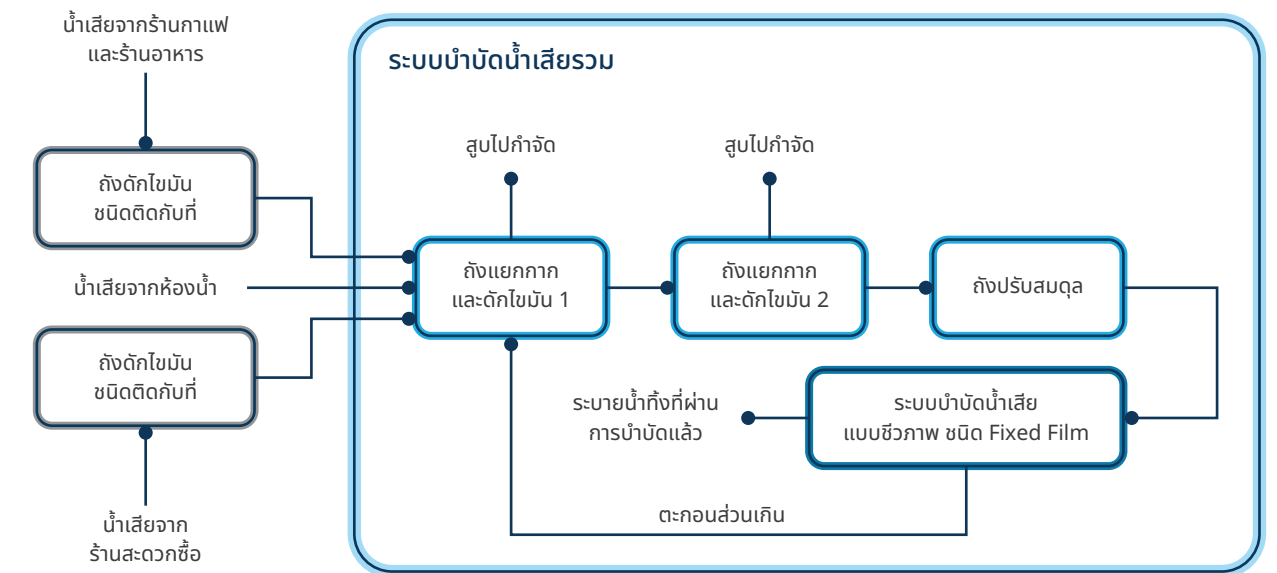 น้ำเสียจากร้านกาแฟ
และร้านอาหาร
ระบบบำบัดน้ำเสียรวม
สูบไปกำจัด
สูบไปกำจัด
ถังดักไขมัน
ชนิดติดกับที่
ถังแยกกาก
และดักไขมัน 1
ถังแยกกาก
และดักไขมัน 2
ถังปรับสมดุล
น้ำเสียจากห้องน้ำ
ถังดักไขมัน
ชนิดติดกับที่
ระบายน้ำทิ้งที่ผ่าน
การบำบัดแล้ว
ระบบบำบัดน้ำเสีย
แบบชีวภาพ ชนิด Fixed Film
ตะกอนส่วนเกิน
น้ำเสียจาก
ร้านสะดวกซื้อ